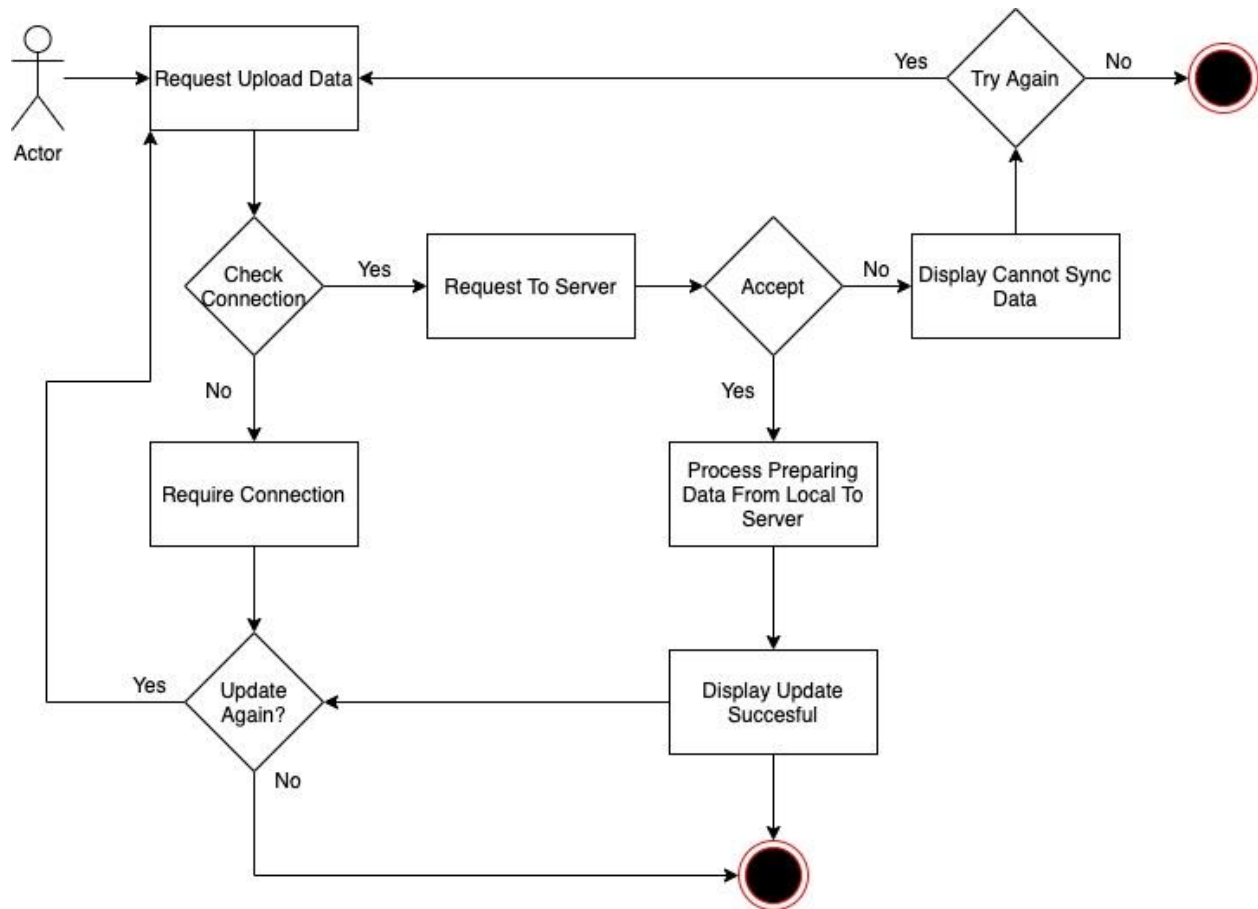 Request Upload Data
Yes
Try Again
No
Actor
Check
Connection
Yes
Request To Server
Accept
No
Display Cannot Sync
Data
No
Yes
Require Connection
Process Preparing
Data From Local To
Server
Yes
Update
Again?
Display Update
Succesful
No